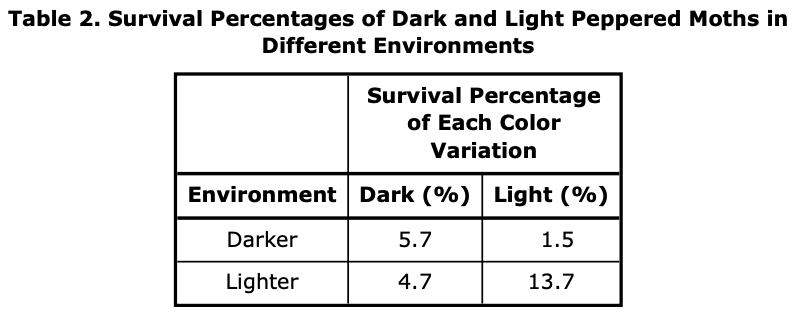 Table 2. Survival Percentages of Dark and Light Peppered Moths in
Different Environments
Survival Percentage
of Each Color
Variation
Environment Dark (%) Light (%)
Darker 5.7 1.5
Lighter 4.7 13.7